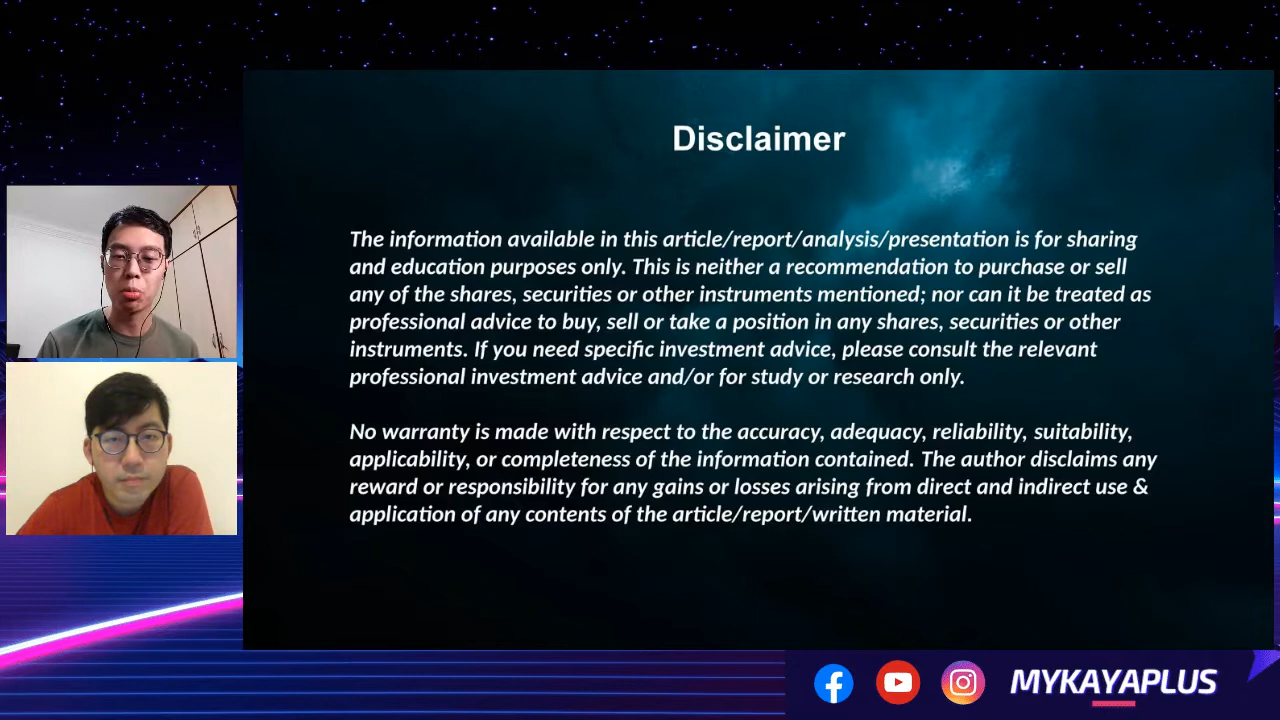 Disclaimer
The information available in this article/report/analysis/presentation is for sharing
and education purposes only. This is neither a recommendation to purchase or sell
any of the shares, securities or other instruments mentioned; nor can it be treated as
professional advice to buy, sell or take a position in any shares, securities or other
instruments. If you need specific investment advice, please consult the relevant
professional investment advice and/or for study or research only.
No warranty is made with respect to the accuracy, adequacy, reliability, suitability,
applicability, or completeness of the information contained. The author disclaims any
reward or responsibility for any gains or losses arising from direct and indirect use &
application of any contents of the article/report/written material.
MYKAYAPLUS